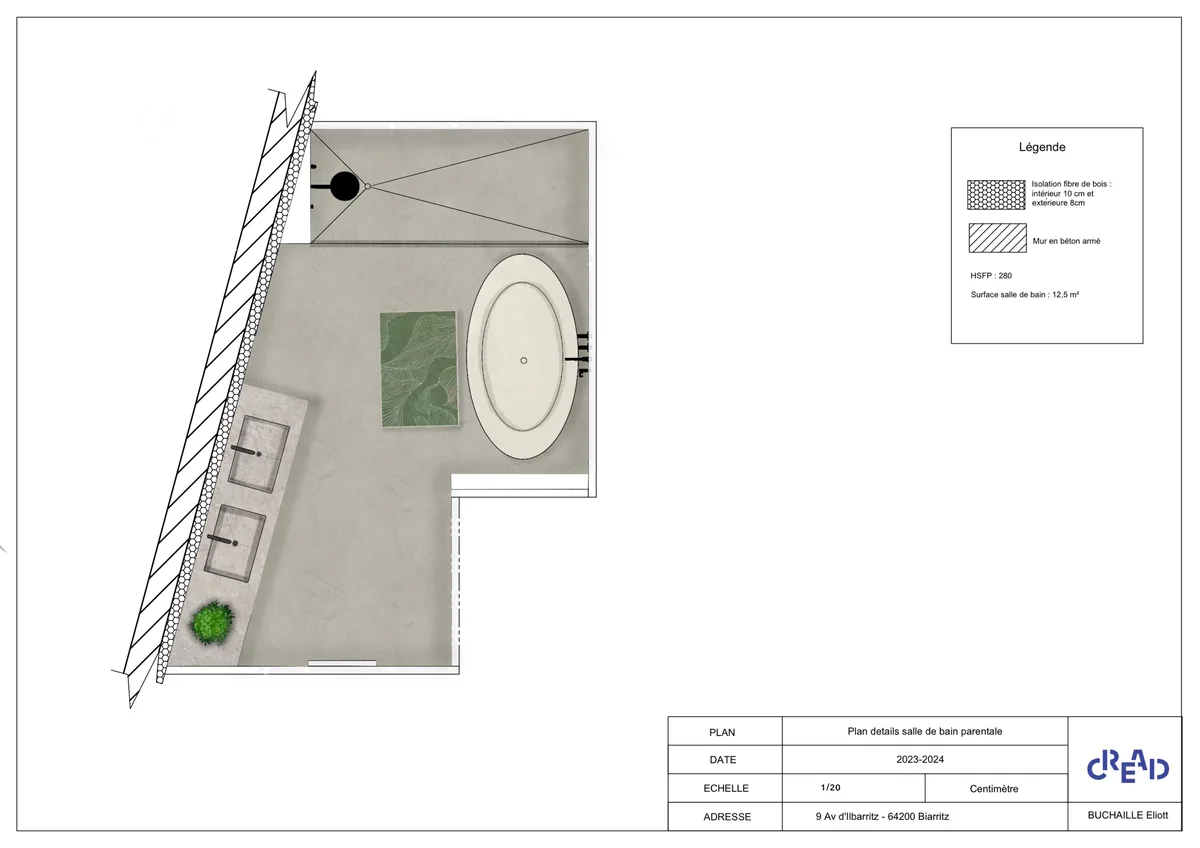 Légende
Isolation fibre de bois :
intérieur 10 cm et
extérieure 8cm
Mur en béton armé
HSFP : 280
Surface salle de bain : 12,5 m²
PLAN
Plan details salle de bain parentale
DATE
2023-2024
ECHELLE
1/20
Centimètre
ADRESSE
9 Av d'Ilbarritz - 64200 Biarritz
CREAD
BUCHAILLE Eliott